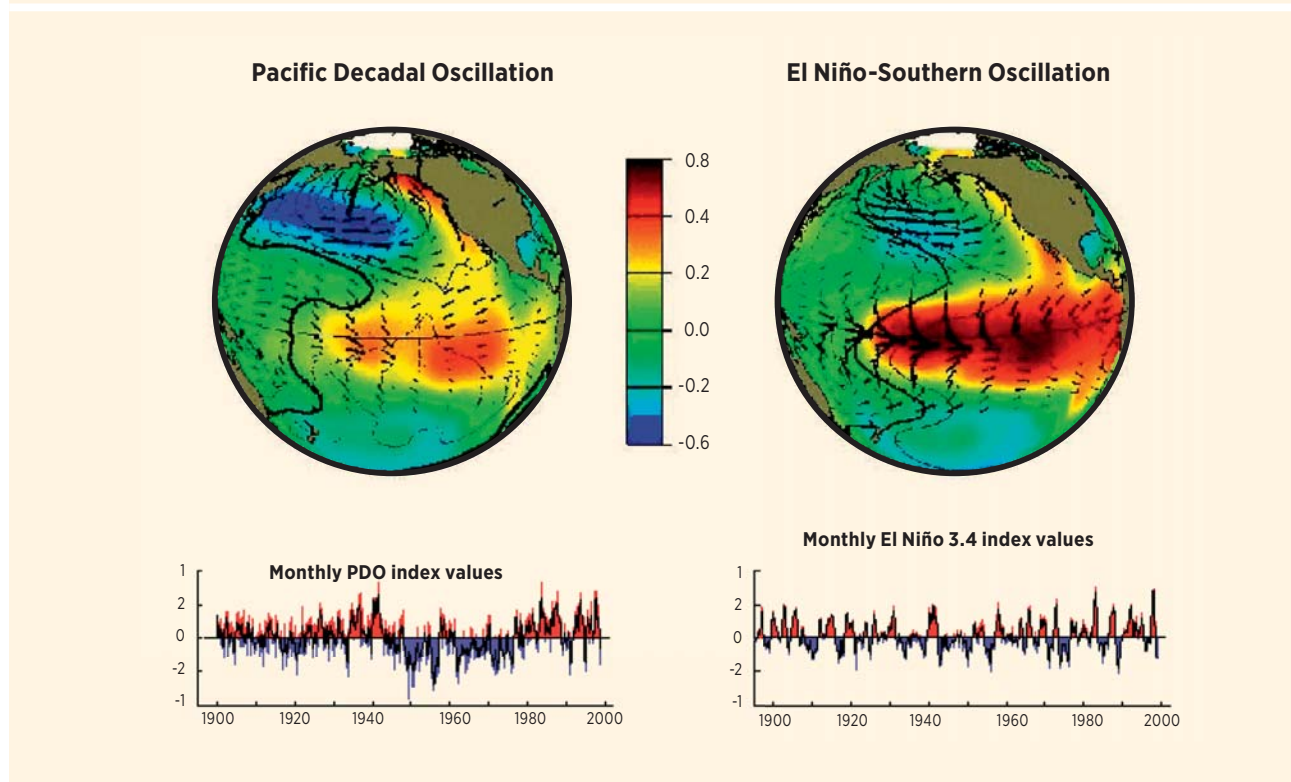 Pacific Decadal Oscillation
El Niño-Southern Oscillation
0.8
0.4
0.2
0.0
-0.2
-0.6
Monthly PDO index values
1
2
0
-2
-1
1900 1920 1940 1960 1980 2000
Monthly El Niño 3.4 index values
1
2
0
-2
-1
1900 1920 1940 1960 1980 2000